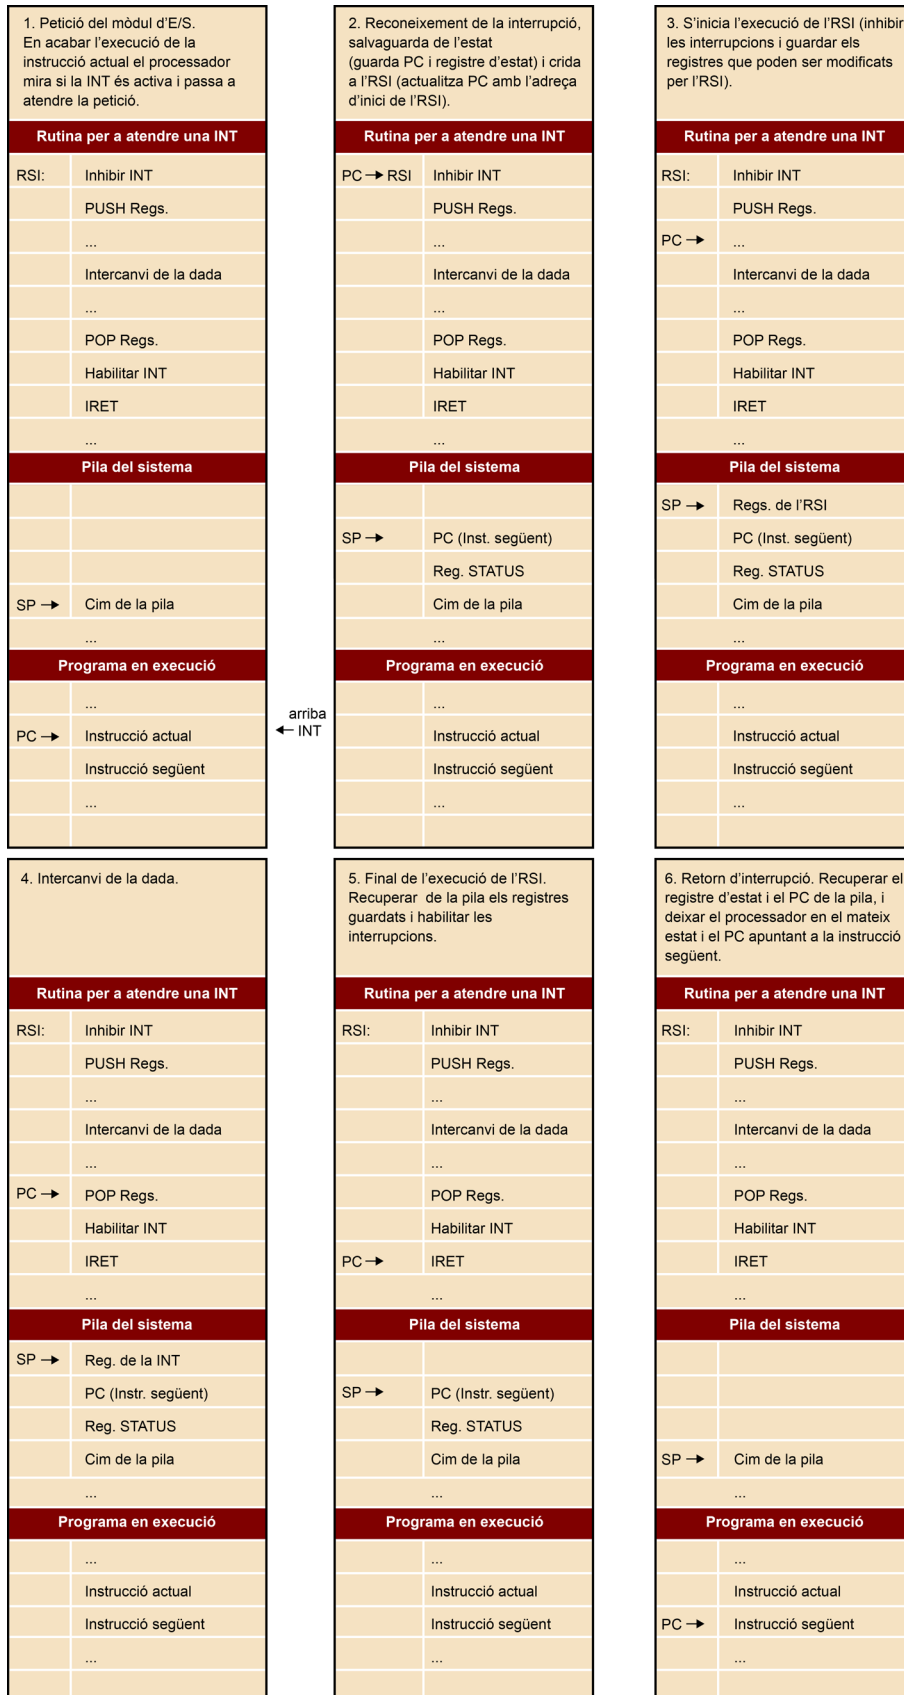 1. Petició del mòdul d'E/S.
En acabar l'execució de la
instrucció actual el processador
mira si la INT és activa i passa a
atendre la petició.
Rutina per a atendre una INT
RSI: Inhibir INT
PUSH Regs.
...
Intercanvi de la dada
...
POP Regs.
Habilitar INT
IRET
...
Pila del sistema
SP → Cim de la pila
...
Programa en execució
...
PC → Instrucció actual
Instrucció següent
...
arriba
← INT
2. Reconeixement de la interrupció,
salvaguarda de l'estat
(guarda PC i registre d'estat) i crida
a l'RSI (actualitza PC amb l'adreça
d'inici de l'RSI).
Rutina per a atendre una INT
PC → RSI Inhibir INT
PUSH Regs.
...
Intercanvi de la dada
...
POP Regs.
Habilitar INT
IRET
...
Pila del sistema
SP → PC (Inst. següent)
Reg. STATUS
Cim de la pila
...
Programa en execució
...
Instrucció actual
Instrucció següent
...
3. S'inicia l'execució de l'RSI (inhibir
les interrupcions i guardar els
registres que poden ser modificats
per l'RSI).
Rutina per a atendre una INT
RSI: Inhibir INT
PUSH Regs.
PC → ...
Intercanvi de la dada
...
POP Regs.
Habilitar INT
IRET
...
Pila del sistema
SP → Regs. de l'RSI
PC (Inst. següent)
Reg. STATUS
Cim de la pila
...
Programa en execució
...
Instrucció actual
Instrucció següent
...
4. Intercanvi de la dada.
Rutina per a atendre una INT
RSI: Inhibir INT
PUSH Regs.
...
Intercanvi de la dada
...
PC → POP Regs.
Habilitar INT
IRET
...
Pila del sistema
SP → Reg. de la INT
PC (Instr. següent)
Reg. STATUS
Cim de la pila
...
Programa en execució
...
Instrucció actual
Instrucció següent
...
5. Final de l'execució de l'RSI.
Recuperar de la pila els registres
guardats i habilitar les
interrupcions.
Rutina per a atendre una INT
RSI: Inhibir INT
PUSH Regs.
...
Intercanvi de la dada
...
POP Regs.
Habilitar INT
PC → IRET
...
Pila del sistema
SP → PC (Instr. següent)
Reg. STATUS
Cim de la pila
...
Programa en execució
...
Instrucció actual
Instrucció següent
...
6. Retorn d'interrupció. Recuperar el
registre d'estat i el PC de la pila, i
deixar el processador en el mateix
estat i el PC apuntant a la instrucció
següent.
Rutina per a atendre una INT
RSI: Inhibir INT
PUSH Regs.
...
Intercanvi de la dada
...
POP Regs.
Habilitar INT
IRET
...
Pila del sistema
SP → Cim de la pila
...
Programa en execució
...
Instrucció actual
PC → Instrucció següent
...